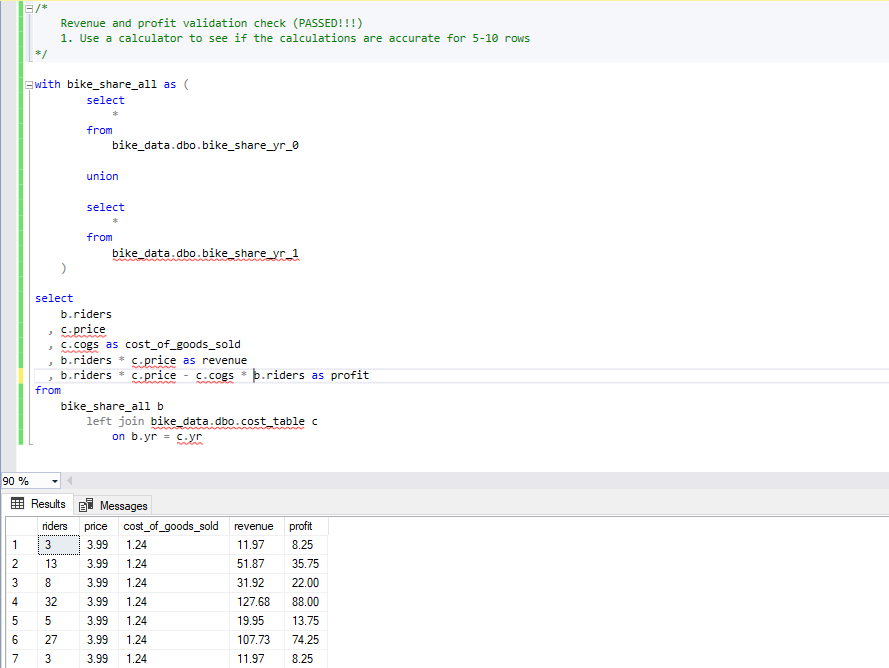 /*
Revenue and profit validation check (PASSED!!!)
1. Use a calculator to see if the calculations are accurate for 5-10 rows
*/
with bike_share_all as (
select
*
from
bike_data.dbo.bike_share_yr_0
union
select
*
from
bike_data.dbo.bike_share_yr_1
)
select
b.riders
, c.price
, c.cogs as cost_of_goods_sold
, b.riders * c.price as revenue
, b.riders * c.price - c.cogs * b.riders as profit
from
bike_share_all b
left join bike_data.dbo.cost_table c
on b.yr = c.yr
90 %
Results Messages
riders price cost_of_goods_sold revenue profit
1 3 3.99 1.24 11.97 8.25
2 13 3.99 1.24 51.87 35.75
3 8 3.99 1.24 31.92 22.00
4 32 3.99 1.24 127.68 88.00
5 5 3.99 1.24 19.95 13.75
6 27 3.99 1.24 107.73 74.25
7 3 3.99 1.24 11.97 8.25